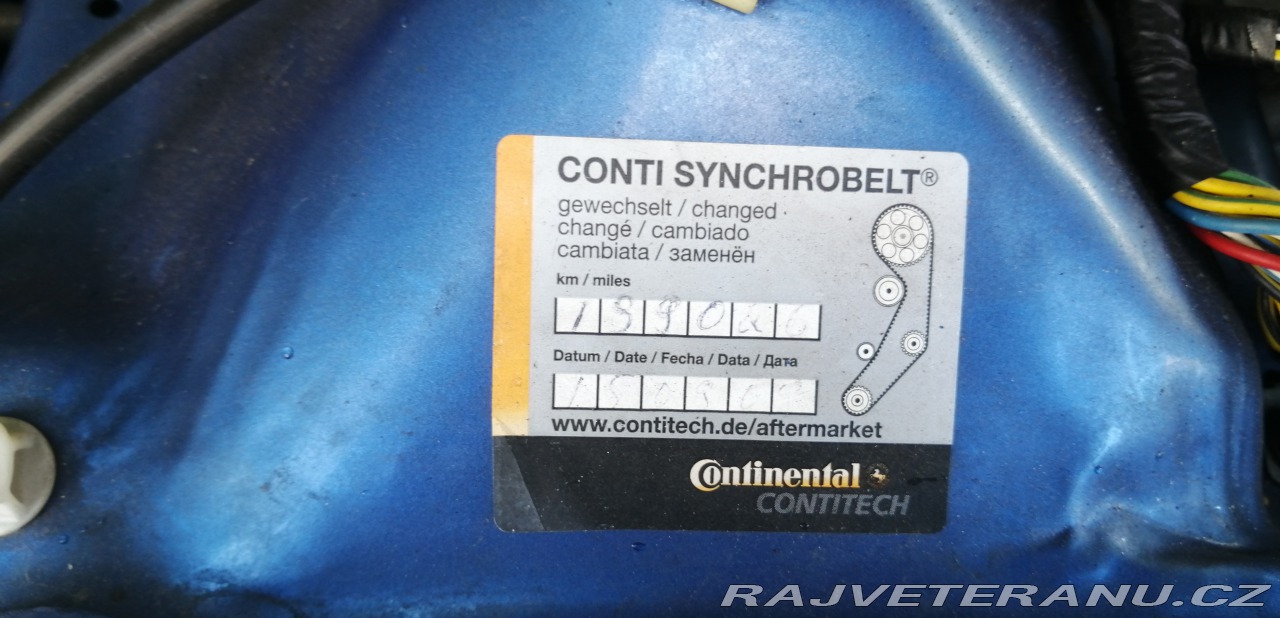 CONTI SYNCHROBELT®
gewechselt / changed
changé / cambiado
cambiata / заменён
km / miles
Datum / Date / Fecha / Data / Дата
www.contitech.de/aftermarket
Continental
CONTITECH
RAJVETERANU.CZ